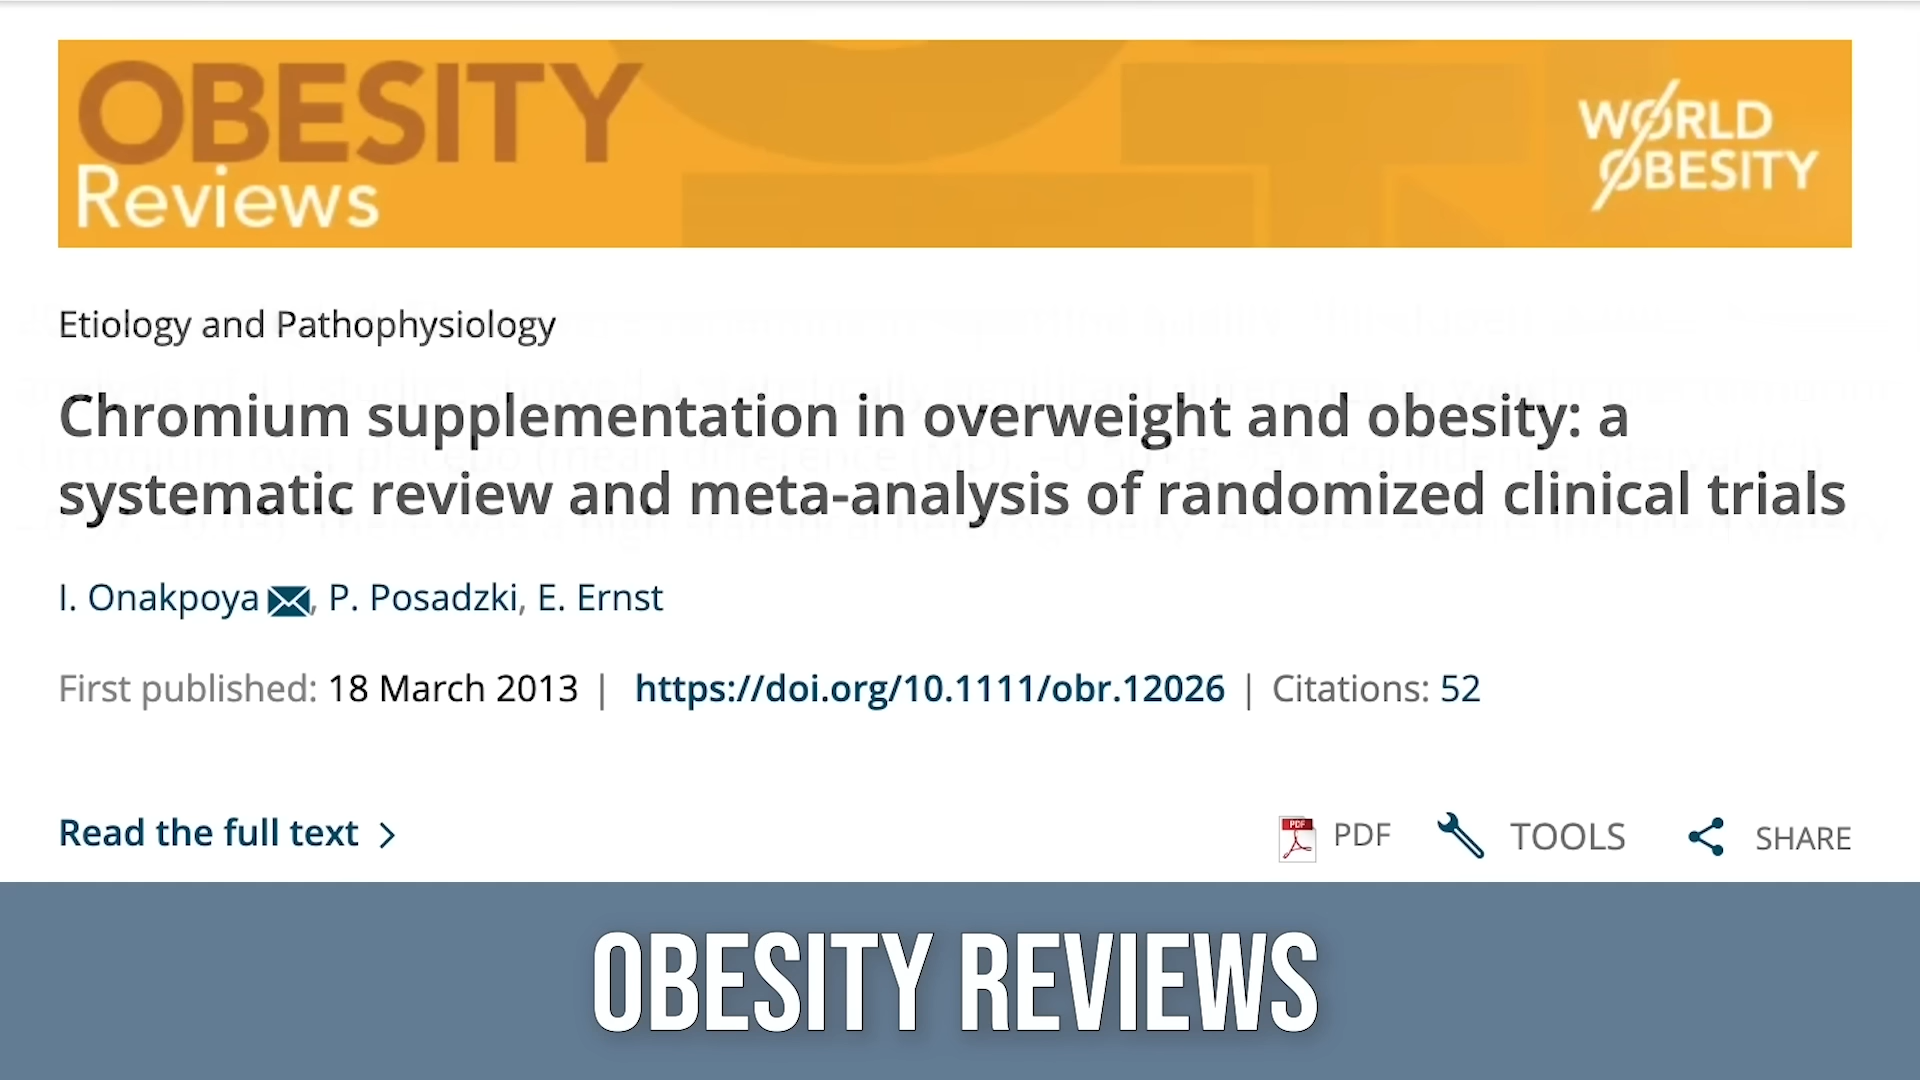 OBESITY
Reviews
WORLD
OBESITY
Etiology and Pathophysiology
Chromium supplementation in overweight and obesity: a
systematic review and meta-analysis of randomized clinical trials
I. Onakpoya, P. Posadzki, E. Ernst
First published: 18 March 2013 | https://doi.org/10.1111/obr.12026 | Citations: 52
Read the full text >
PDF TOOLS SHARE
OBESITY REVIEWS